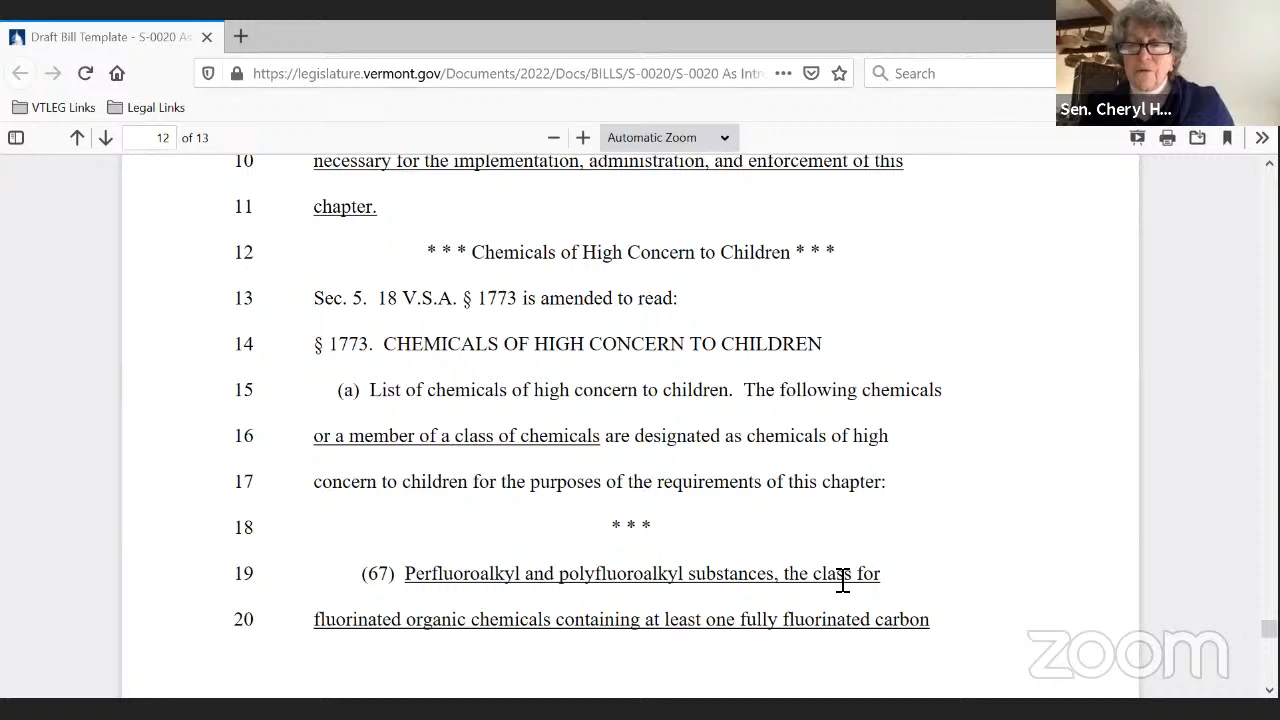 Draft Bill Template - S-0020 As
https://legislature.vermont.gov/Documents/2022/Docs/BILLS/S-0020/S-0020 As Intr
Search
VTLEG Links
Legal Links
12 of 13
Automatic Zoom
Sen. Cheryl H...
10 necessary for the implementation, administration, and enforcement of this
11 chapter.
12 * * * Chemicals of High Concern to Children * * *
13 Sec. 5. 18 V.S.A. § 1773 is amended to read:
14 § 1773. CHEMICALS OF HIGH CONCERN TO CHILDREN
15 (a) List of chemicals of high concern to children. The following chemicals
16 or a member of a class of chemicals are designated as chemicals of high
17 concern to children for the purposes of the requirements of this chapter:
18 * * *
19 (67) Perfluoroalkyl and polyfluoroalkyl substances, the class for
20 fluorinated organic chemicals containing at least one fully fluorinated carbon
zoom